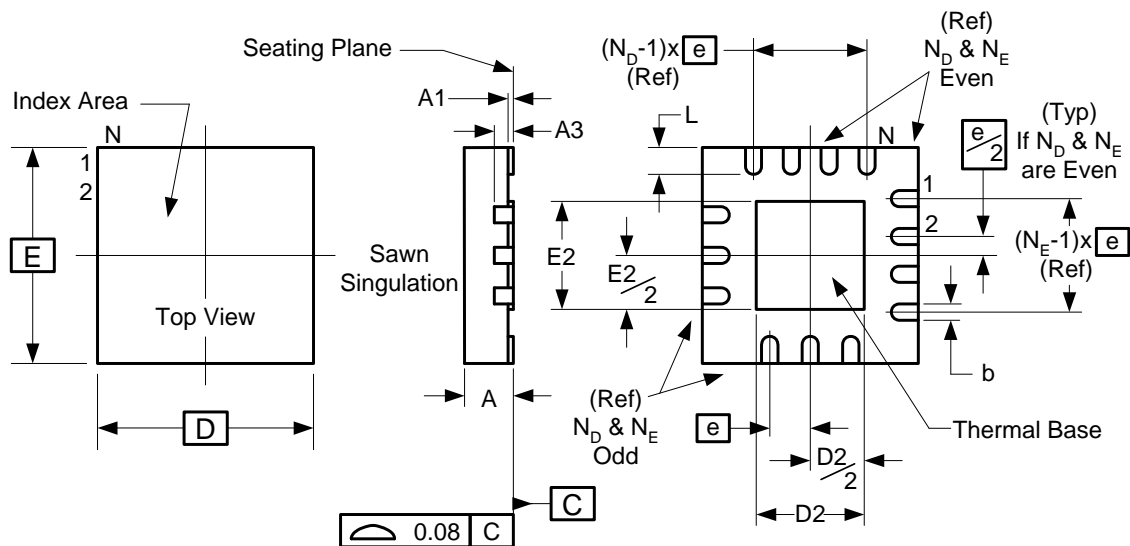 Seating Plane
Index Area
A1
A3
N
1
2
E
Top View
D
Sawn
Singulation
A
C
0.08 C
(N_D-1)x e
(Ref)
(Ref)
N_D & N_E
Even
L
N
e/2
(Typ)
If N_D & N_E
are Even
1
2
(N_E-1)x e
(Ref)
E2
E2/2
b
(Ref)
N_D & N_E
Odd
e
Thermal Base
D2/2
D2